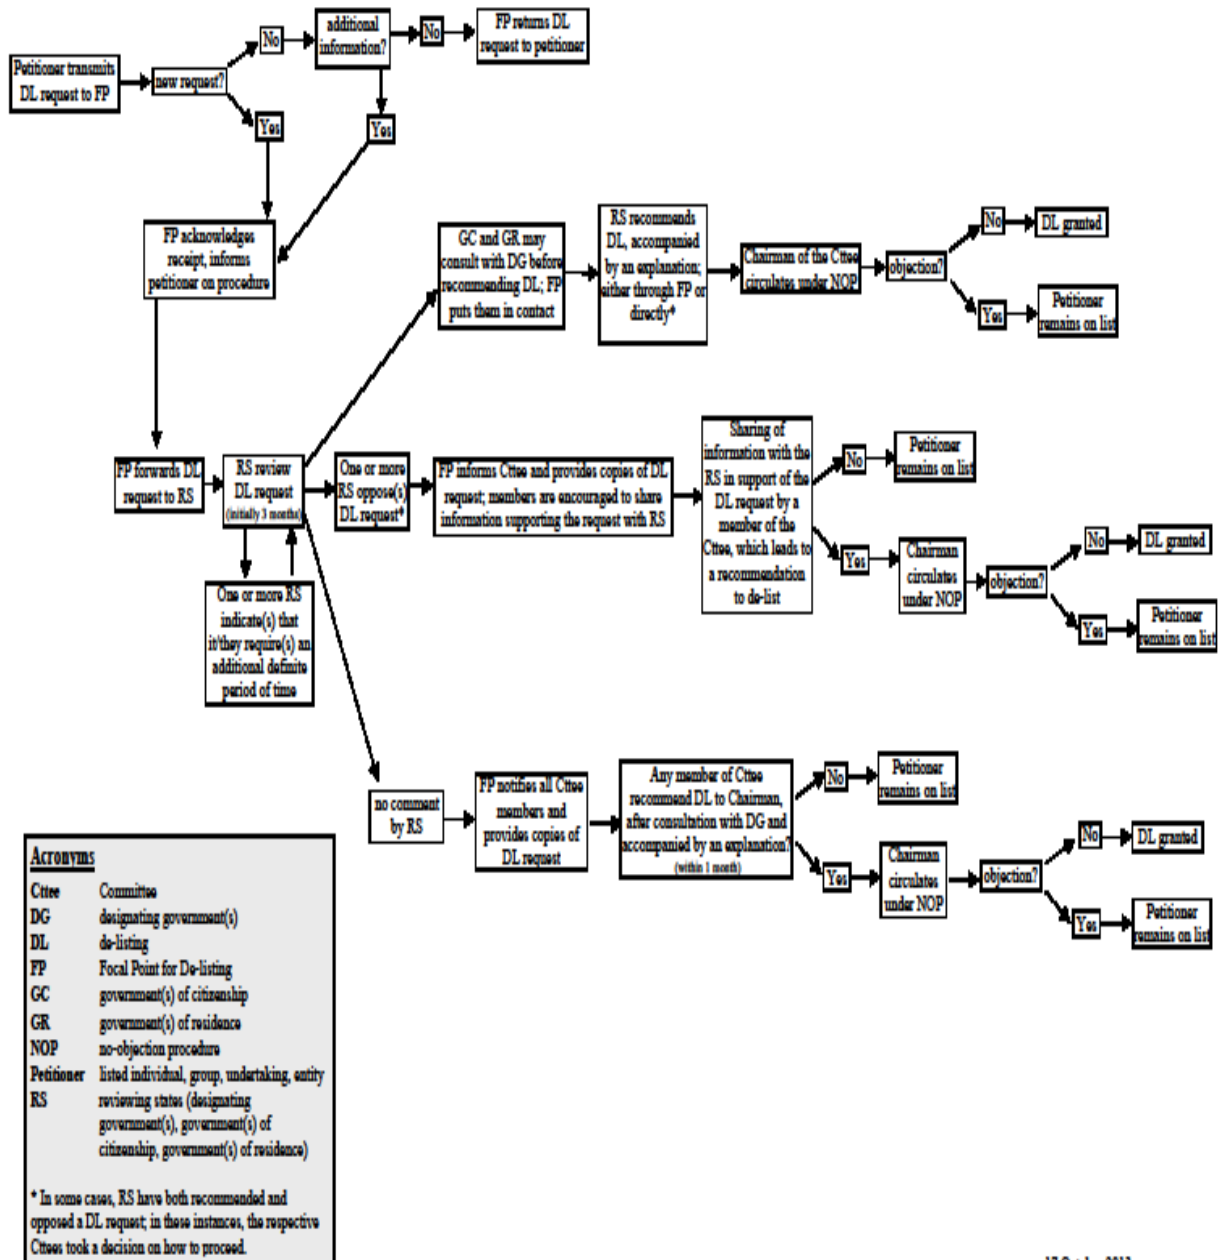 Petitioner transmits
DL request to FP
new request?
No
additional
information?
No
FP returns DL
request to petitioner
Yes
Yes
FP acknowledges
receipt, informs
petitioner on procedure
GC and GR may
consult with DG before
recommending DL; FP
puts them in contact
RS recommends
DL, accompanied
by an explanation;
either through FP or
directly*
Chairman of the Cttee
circulates under NOP
objection?
No
DL granted
Yes
Petitioner
remains on list
FP forwards DL
request to RS
RS review
DL request
(initially 3 months)
One or more
RS oppose(s)
DL request*
FP informs Cttee and provides copies of DL
request; members are encouraged to share
information supporting the request with RS
Sharing of
information with the
RS in support of the
DL request by a
member of the
Cttee, which leads to
a recommendation
to de-list
No
Petitioner
remains on list
Yes
Chairman
circulates
under NOP
objection?
No
DL granted
Yes
Petitioner
remains on list
One or more RS
indicate(s) that
it/they require(s) an
additional definite
period of time
no comment
by RS
FP notifies all Cttee
members and
provides copies of
DL request
Any member of Cttee
recommend DL to Chairman,
after consultation with DG and
accompanied by an explanation?
(within 1 month)
No
Petitioner
remains on list
Yes
Chairman
circulates
under NOP
objection?
No
DL granted
Yes
Petitioner
remains on list
Acronyms
Cttee Committee
DG designating government(s)
DL de-listing
FP Focal Point for De-listing
GC government(s) of citizenship
GR government(s) of residence
NOP no-objection procedure
Petitioner listed individual, group, undertaking, entity
RS reviewing states (designating
government(s), government(s) of
citizenship, government(s) of residence)
* In some cases, RS have both recommended and
opposed a DL request; in these instances, the respective
Cttees took a decision on how to proceed.